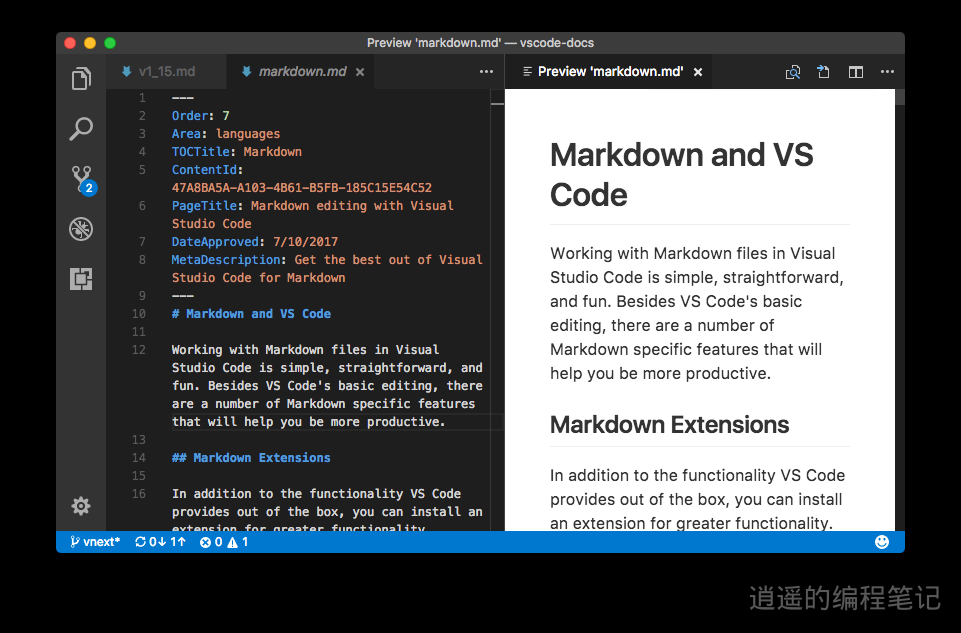 Preview 'markdown.md' — vscode-docs
v1_15.md
markdown.md
Preview 'markdown.md'
1 ---
2 Order: 7
3 Area: languages
4 TOCTitle: Markdown
5 ContentId:
47A8BA5A-A103-4B61-B5FB-185C15E54C52
6 PageTitle: Markdown editing with Visual
Studio Code
7 DateApproved: 7/10/2017
8 MetaDescription: Get the best out of Visual
Studio Code for Markdown
9 ---
10 # Markdown and VS Code
11
12 Working with Markdown files in Visual
Studio Code is simple, straightforward, and
fun. Besides VS Code's basic editing, there
are a number of Markdown specific features
that will help you be more productive.
13
14 ## Markdown Extensions
15
16 In addition to the functionality VS Code
provides out of the box, you can install an
extension for greater functionality.
2
Markdown and VS
Code
Working with Markdown files in Visual
Studio Code is simple, straightforward,
and fun. Besides VS Code's basic
editing, there are a number of
Markdown specific features that will
help you be more productive.
Markdown Extensions
In addition to the functionality VS Code
provides out of the box, you can install
an extension for greater functionality.
vnext* 0↓ 1↑ 0 1
逍遥的编程笔记